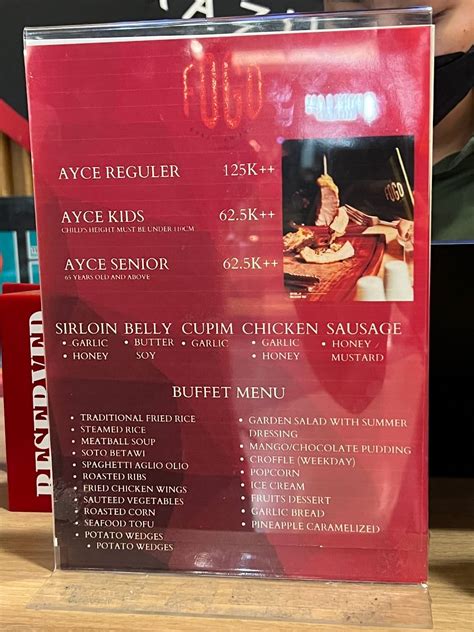 FOGO
AYCE REGULER 125K++
AYCE KIDS 62.5K++
CHILD'S HEIGHT MUST BE UNDER 110CM
AYCE SENIOR 62.5K++
65 YEARS OLD AND ABOVE
FOGO
SIRLOIN BELLY CUPIM CHICKEN SAUSAGE
• GARLIC • BUTTER • GARLIC • GARLIC • HONEY /
• HONEY SOY • HONEY MUSTARD
BUFFET MENU
• TRADITIONAL FRIED RICE
• STEAMED RICE
• MEATBALL SOUP
• SOTO BETAWI
• SPAGHETTI AGLIO OLIO
• ROASTED RIBS
• FRIED CHICKEN WINGS
• SAUTEED VEGETABLES
• ROASTED CORN
• SEAFOOD TOFU
• POTATO WEDGES
• POTATO WEDGES
• GARDEN SALAD WITH SUMMER
DRESSING
• MANGO/CHOCOLATE PUDDING
• CROFFLE (WEEKDAY)
• POPCORN
• ICE CREAM
• FRUITS DESSERT
• GARLIC BREAD
• PINEAPPLE CARAMELIZED
RESERVED